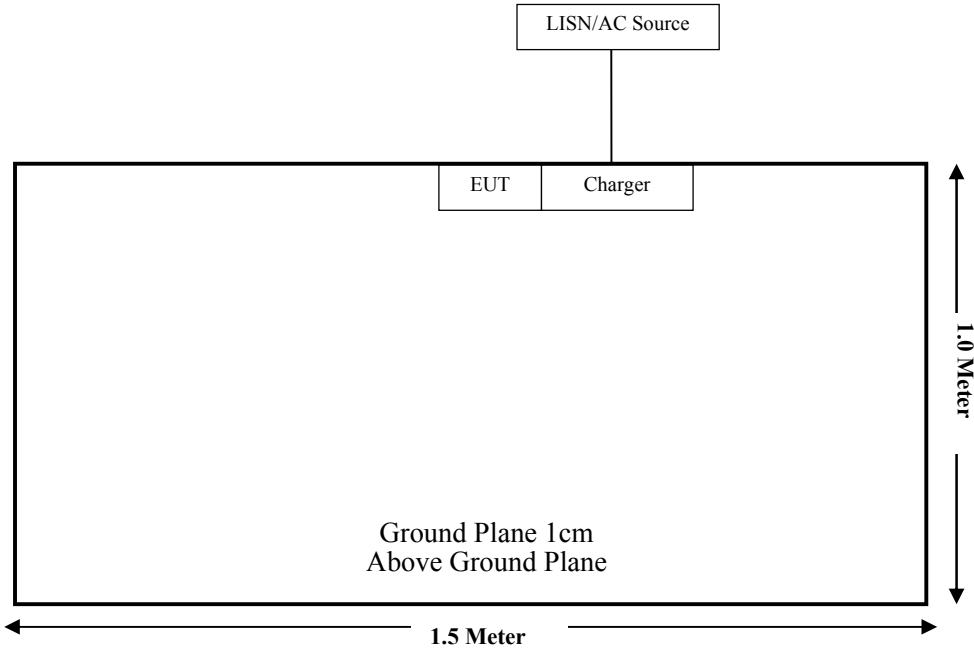 LISN/AC Source
EUT
Charger
1.0 Meter
Ground Plane 1cm
Above Ground Plane
1.5 Meter